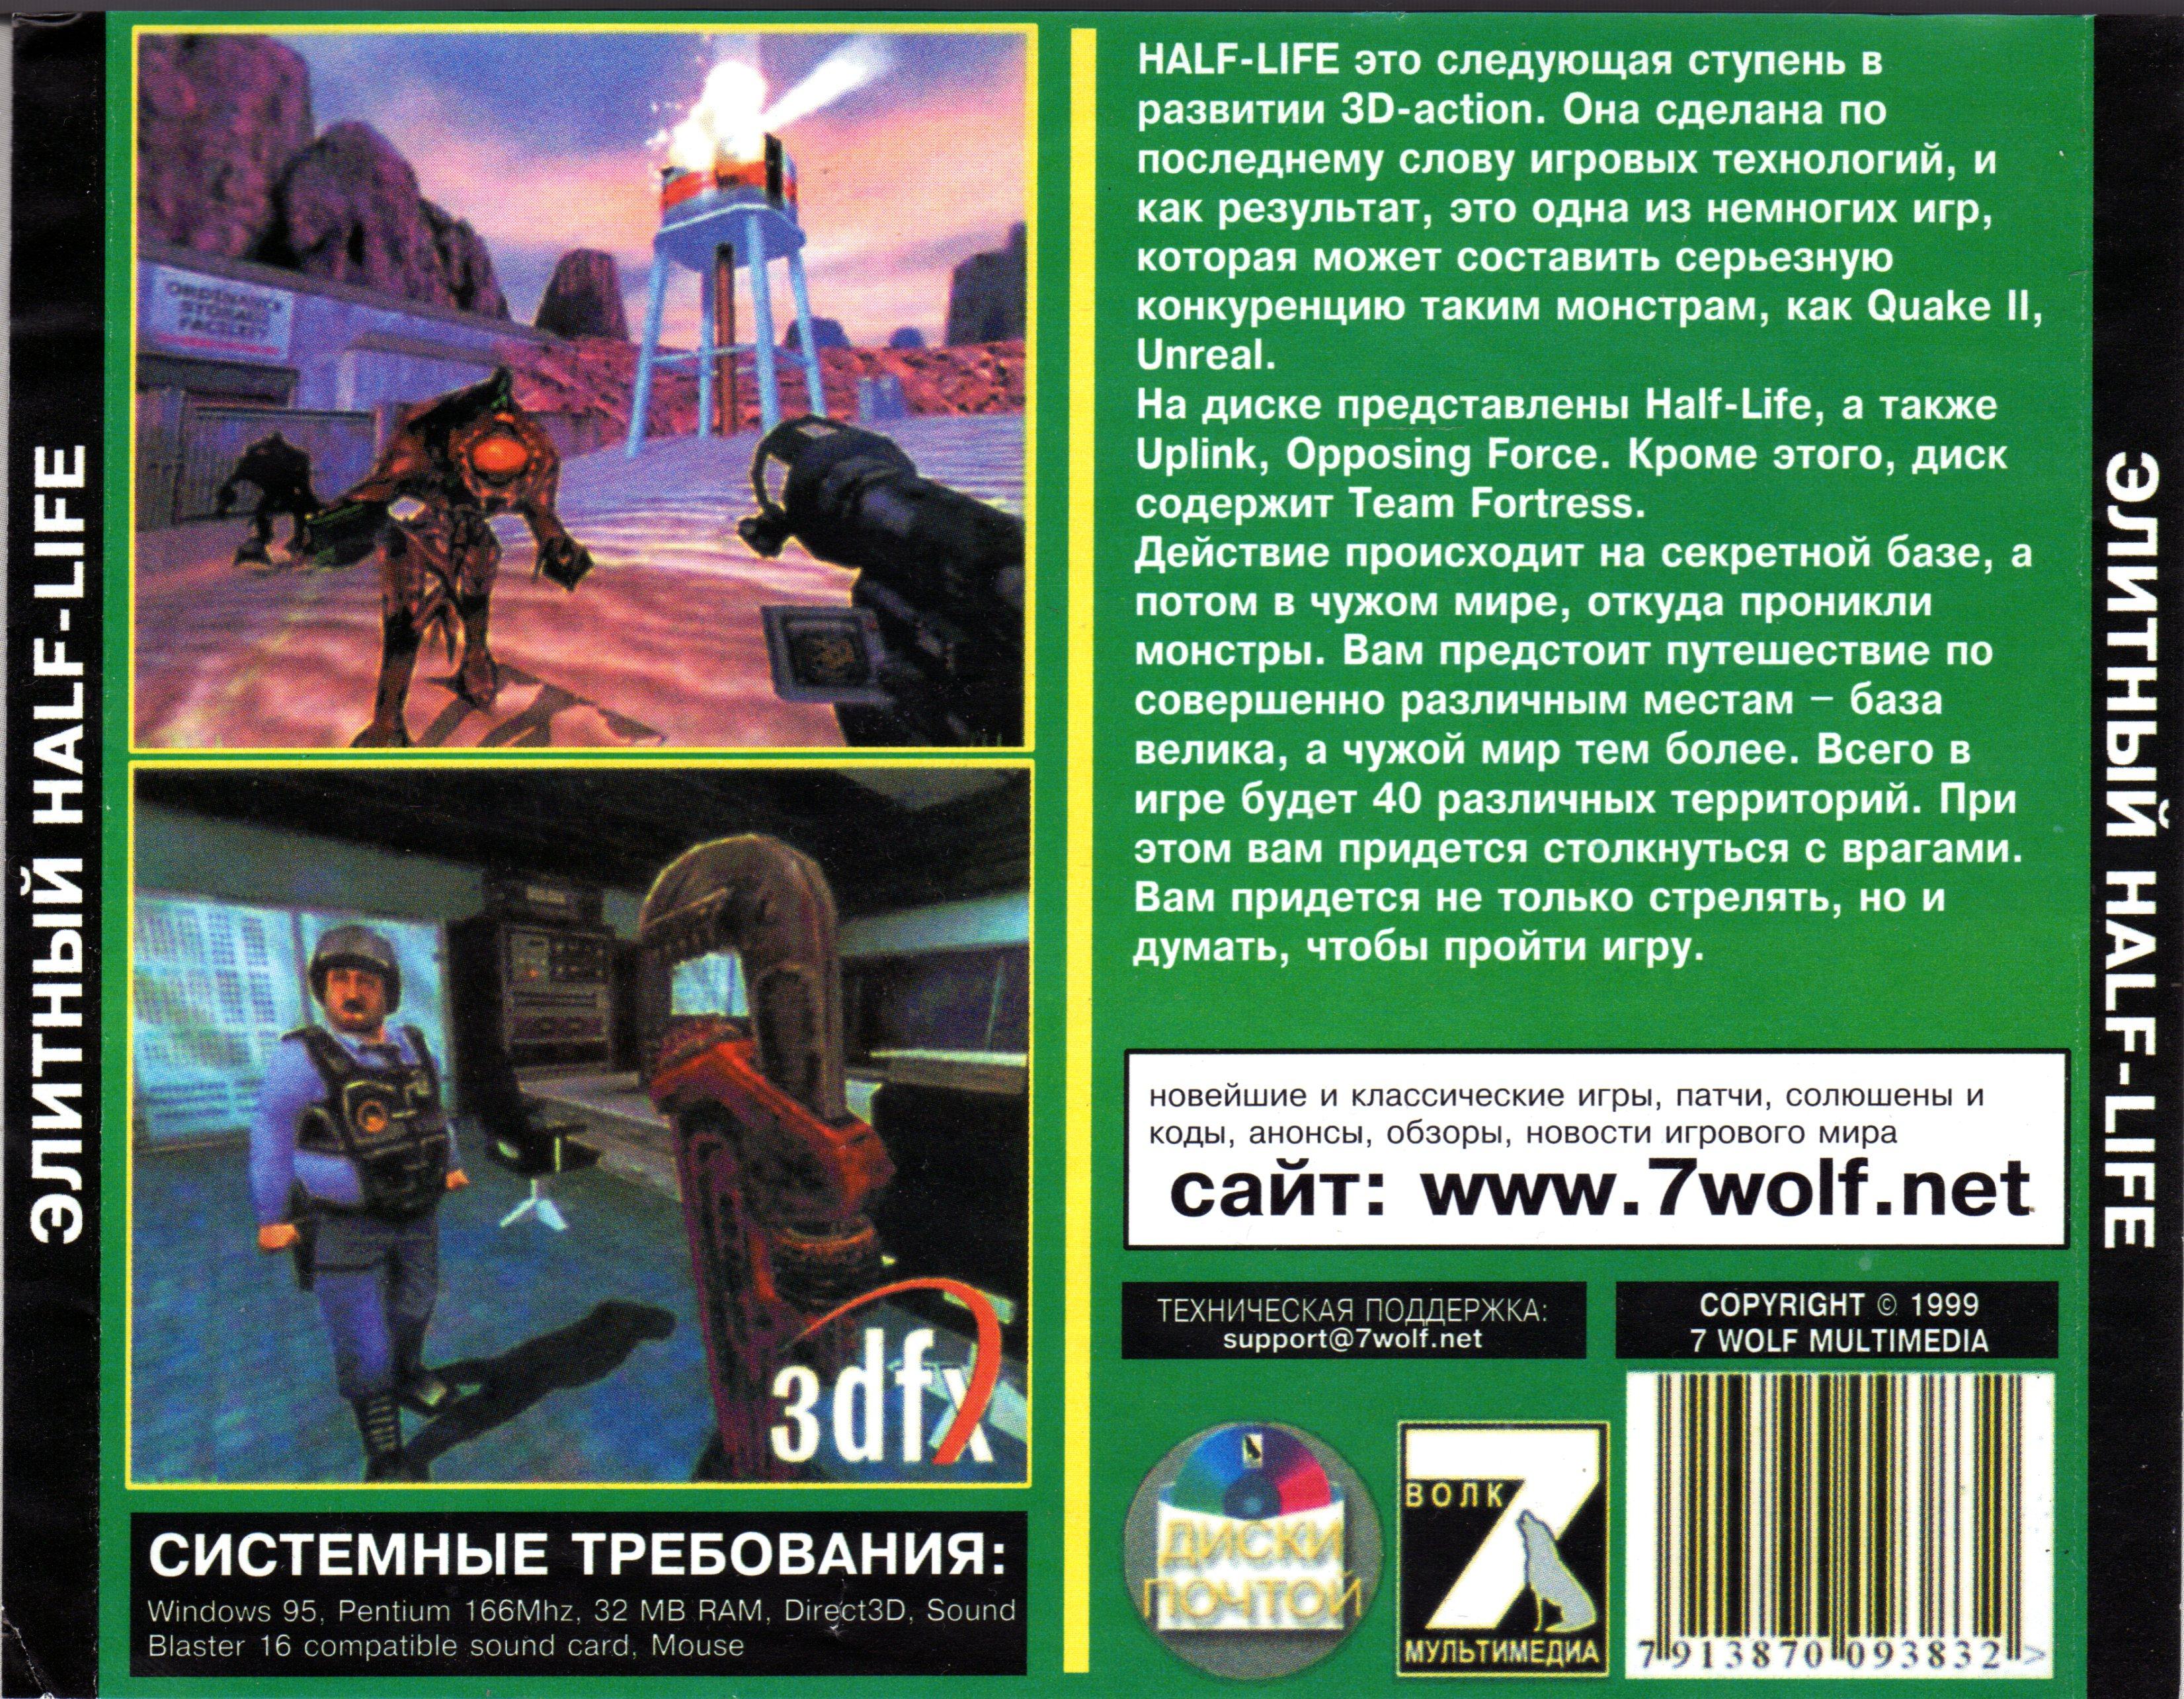 ЭЛИТНЫЙ HALF-LIFE
STORAGE
HALF-LIFE это следующая ступень в
развитии 3D-action. Она сделана по
последнему слову игровых технологий, и
как результат, это одна из немногих игр,
которая может составить серьезную
конкуренцию таким монстрам, как Quake II,
Unreal.
На диске представлены Half-Life, а также
Uplink, Opposing Force. Кроме этого, диск
содержит Team Fortress.
Действие происходит на секретной базе, а
потом в чужом мире, откуда проникли
монстры. Вам предстоит путешествие по
совершенно различным местам – база
велика, а чужой мир тем более. Всего в
игре будет 40 различных территорий. При
этом вам придется столкнуться с врагами.
Вам придется не только стрелять, но и
думать, чтобы пройти игру.
новейшие и классические игры, патчи, солюшены и
коды, анонсы, обзоры, новости игрового мира
сайт: www.7wolf.net
ТЕХНИЧЕСКАЯ ПОДДЕРЖКА:
support@7wolf.net
COPYRIGHT © 1999
7 WOLF MULTIMEDIA
3dfx
СИСТЕМНЫЕ ТРЕБОВАНИЯ:
Windows 95, Pentium 166Mhz, 32 MB RAM, Direct3D, Sound
Blaster 16 compatible sound card, Mouse
ДИСКИ
ПОЧТОЙ
7
ВОЛК
МУЛЬТИМЕДИА
7 913870 093832 >
ЭЛИТНЫЙ HALF-LIFE